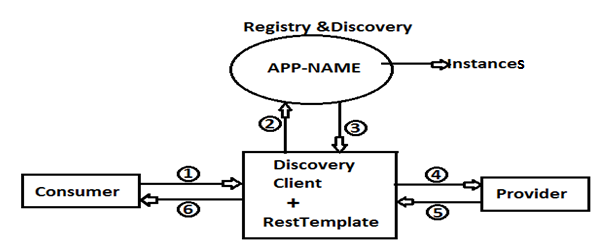 Registry &Discovery
APP-NAME
Instances
2
3
Discovery
Client
+
RestTemplate
1
6
4
5
Consumer
Provider